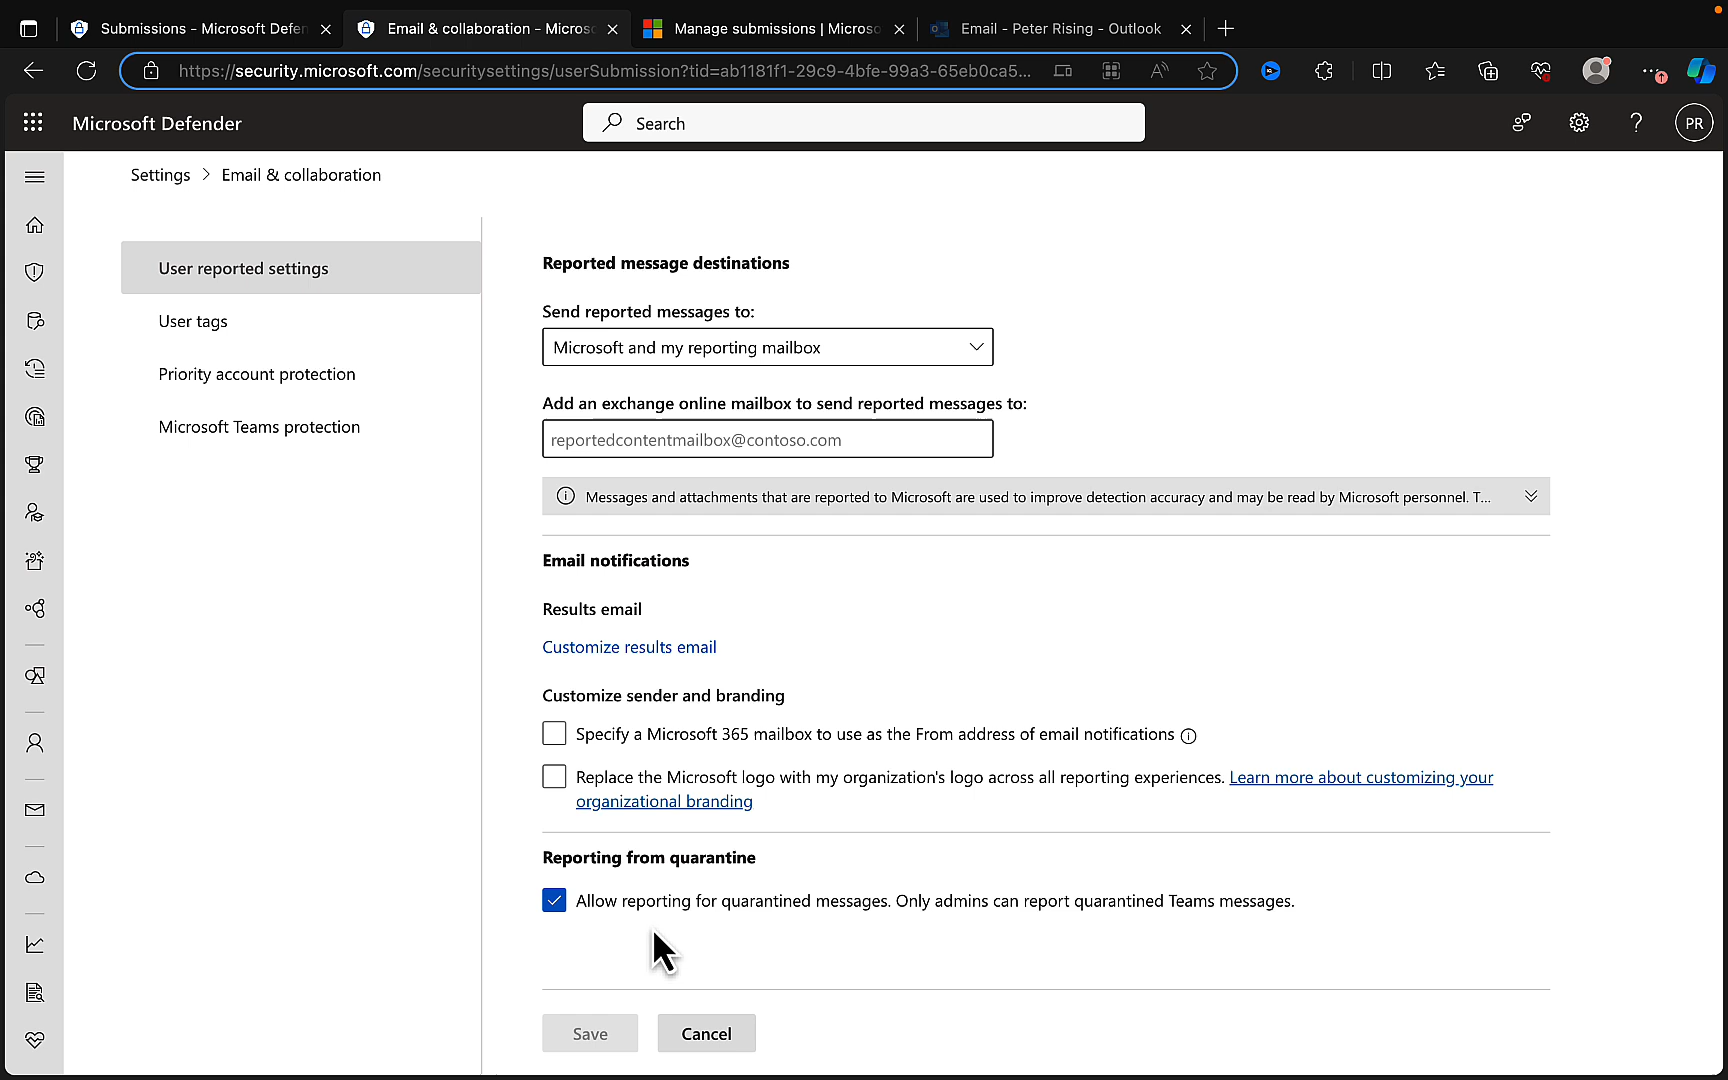 Submissions - Microsoft Defen
Email & collaboration - Micros
Manage submissions | Microso
Email - Peter Rising - Outlook
https://security.microsoft.com/securitysettings/userSubmission?tid=ab1181f1-29c9-4bfe-99a3-65eb0ca5...
Microsoft Defender
Search
PR
Settings > Email & collaboration
User reported settings
User tags
Priority account protection
Microsoft Teams protection
Reported message destinations
Send reported messages to:
Microsoft and my reporting mailbox
Add an exchange online mailbox to send reported messages to:
reportedcontentmailbox@contoso.com
Messages and attachments that are reported to Microsoft are used to improve detection accuracy and may be read by Microsoft personnel. T...
Email notifications
Results email
Customize results email
Customize sender and branding
Specify a Microsoft 365 mailbox to use as the From address of email notifications
Replace the Microsoft logo with my organization's logo across all reporting experiences. Learn more about customizing your
organizational branding
Reporting from quarantine
Allow reporting for quarantined messages. Only admins can report quarantined Teams messages.
Save
Cancel